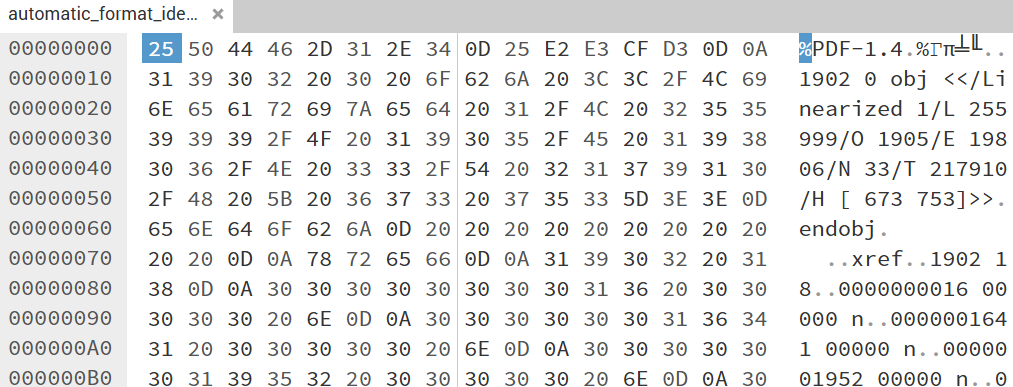 automatic_format_ide... ×
00000000 25 50 44 46 2D 31 2E 34 0D 25 E2 E3 CF D3 0D 0A %PDF-1.4.%Γπ╧╙..
00000010 31 39 30 32 20 30 20 6F 62 6A 20 3C 3C 2F 4C 69 1902 0 obj <</Li
00000020 6E 65 61 72 69 7A 65 64 20 31 2F 4C 20 32 35 35 nearized 1/L 255
00000030 39 39 39 2F 4F 20 31 39 30 35 2F 45 20 31 39 38 999/O 1905/E 198
00000040 30 36 2F 4E 20 33 33 2F 54 20 32 31 37 39 31 30 06/N 33/T 217910
00000050 2F 48 20 5B 20 36 37 33 20 37 35 33 5D 3E 3E 0D /H [ 673 753]>>.
00000060 65 6E 64 6F 62 6A 0D 20 20 20 20 20 20 20 20 20 endobj.
00000070 20 20 0D 0A 78 72 65 66 0D 0A 31 39 30 32 20 31 ..xref..1902 1
00000080 38 0D 0A 30 30 30 30 30 30 30 30 31 36 20 30 30 8..0000000016 00
00000090 30 30 30 20 6E 0D 0A 30 30 30 30 30 30 31 36 34 000 n..000000164
000000A0 31 20 30 30 30 30 30 20 6E 0D 0A 30 30 30 30 30 1 00000 n..00000
000000B0 30 31 39 35 32 20 30 30 30 30 30 20 6E 0D 0A 30 01952 00000 n..0